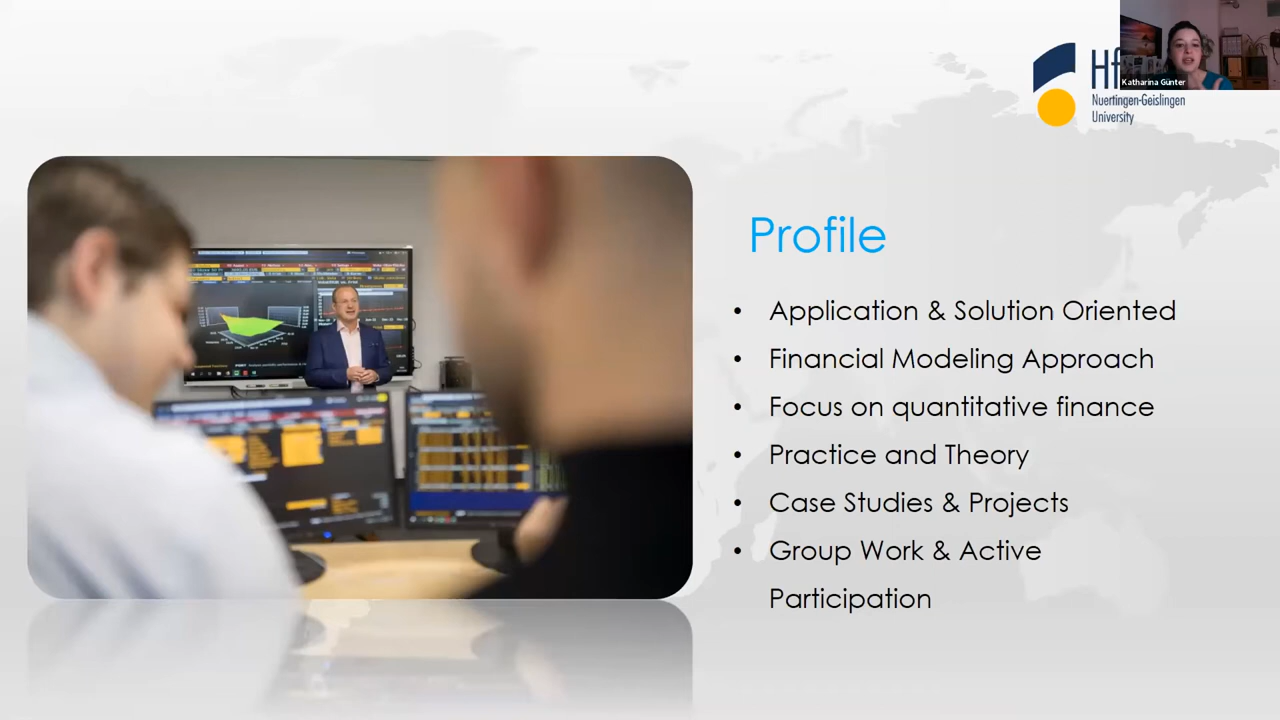 Katharina Günter
Nuertingen-Geislingen
University
Profile
• Application & Solution Oriented
• Financial Modeling Approach
• Focus on quantitative finance
• Practice and Theory
• Case Studies & Projects
• Group Work & Active
Participation